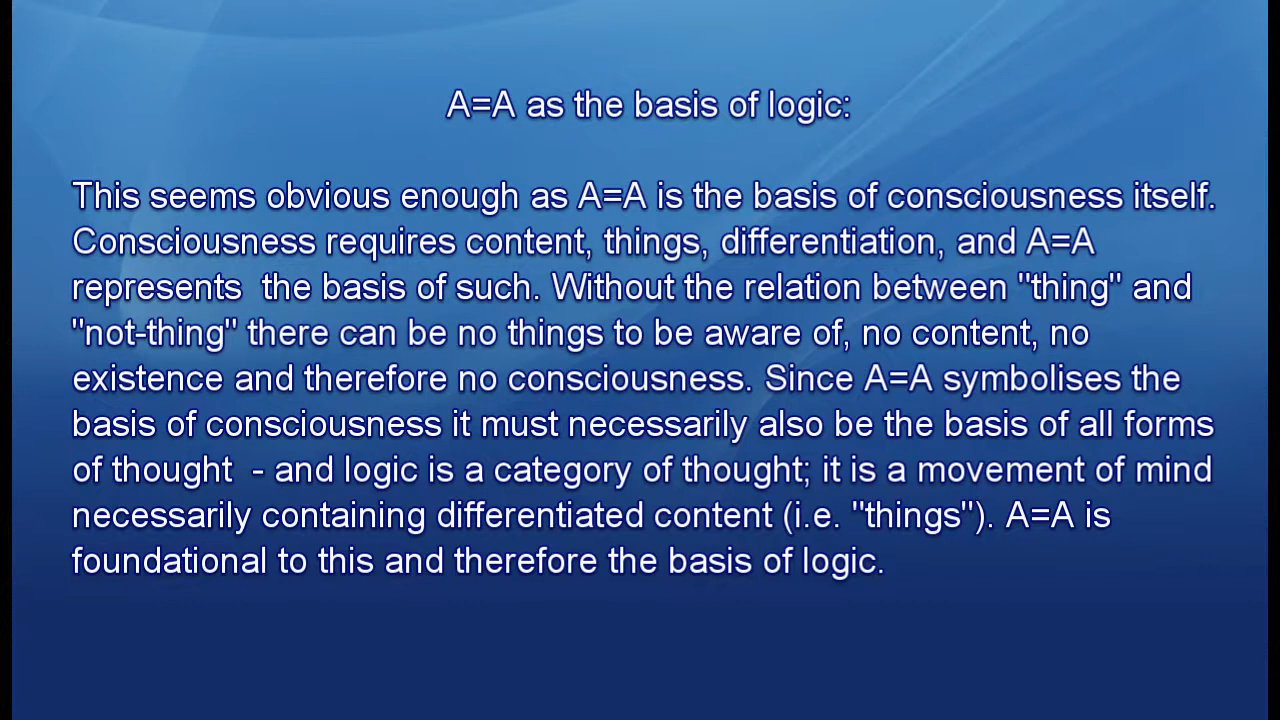 A=A as the basis of logic:
This seems obvious enough as A=A is the basis of consciousness itself.
Consciousness requires content, things, differentiation, and A=A
represents  the basis of such. Without the relation between "thing" and
"not-thing" there can be no things to be aware of, no content, no
existence and therefore no consciousness. Since A=A symbolises the
basis of consciousness it must necessarily also be the basis of all forms
of thought  - and logic is a category of thought; it is a movement of mind
necessarily containing differentiated content (i.e. "things"). A=A is
foundational to this and therefore the basis of logic.